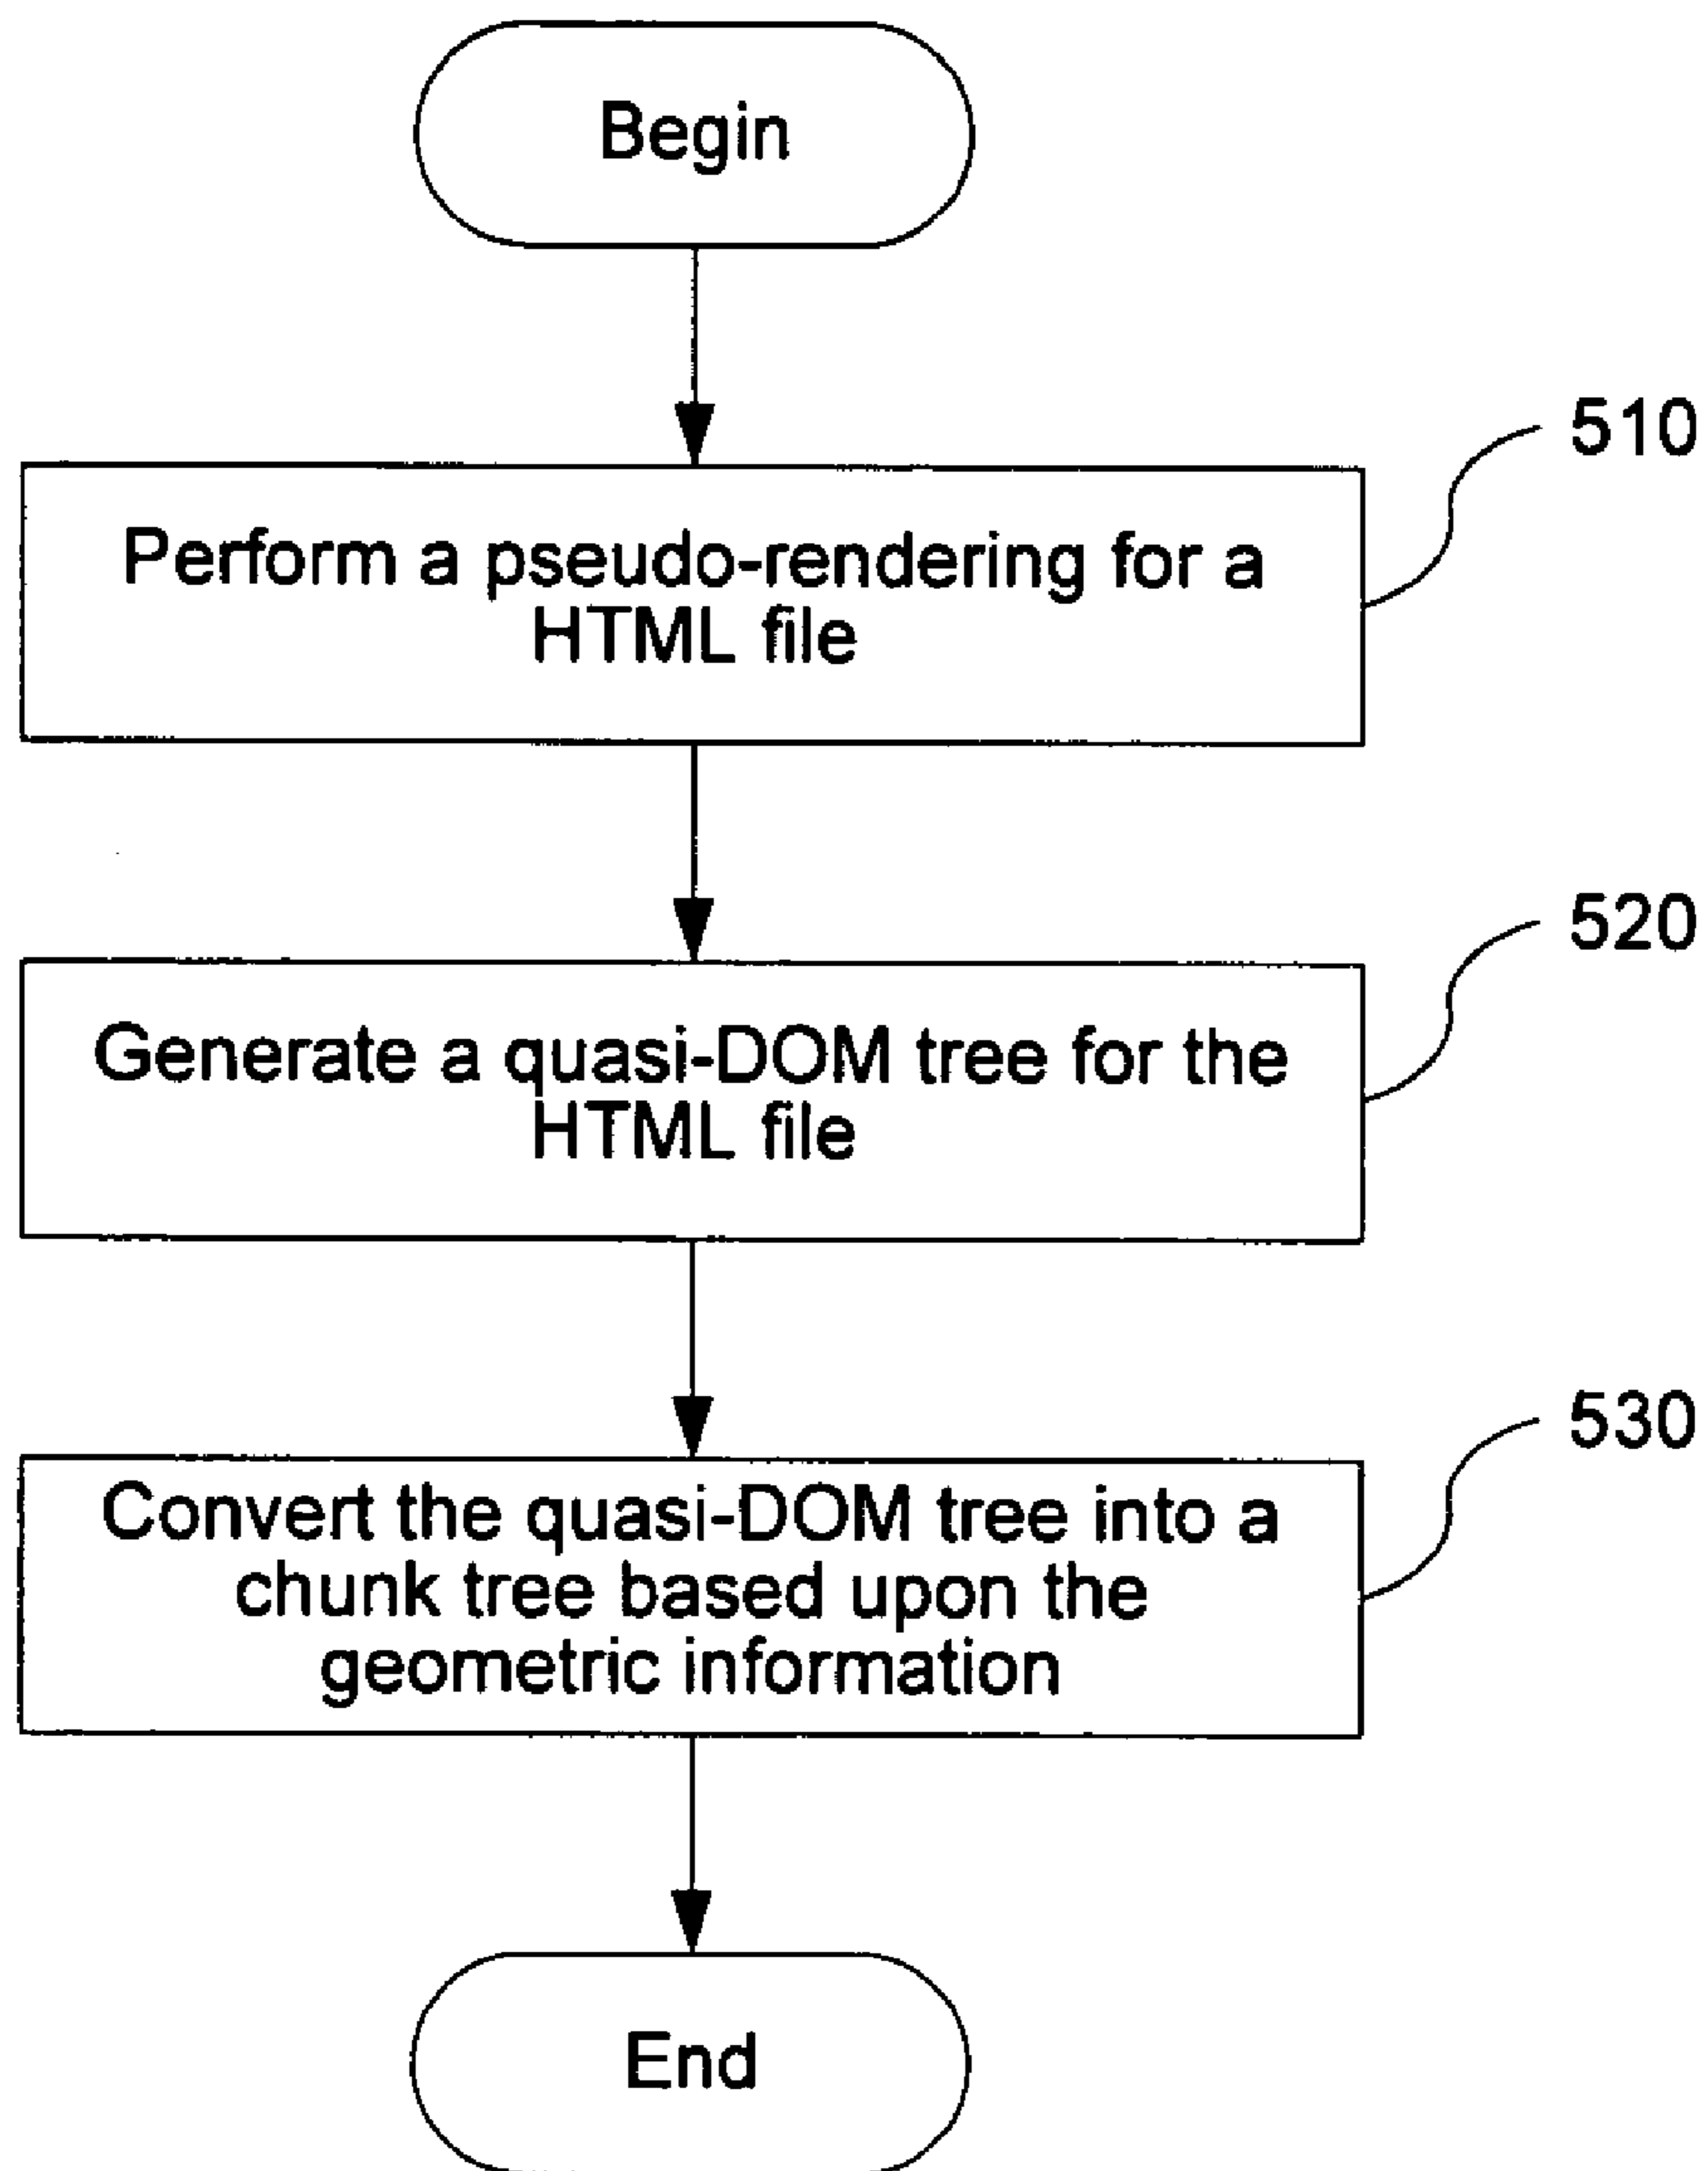 Begin
510
Perform a pseudo-rendering for a
HTML file
520
Generate a quasi-DOM tree for the
HTML file
530
Convert the quasi-DOM tree into a
chunk tree based upon the
geometric information
End